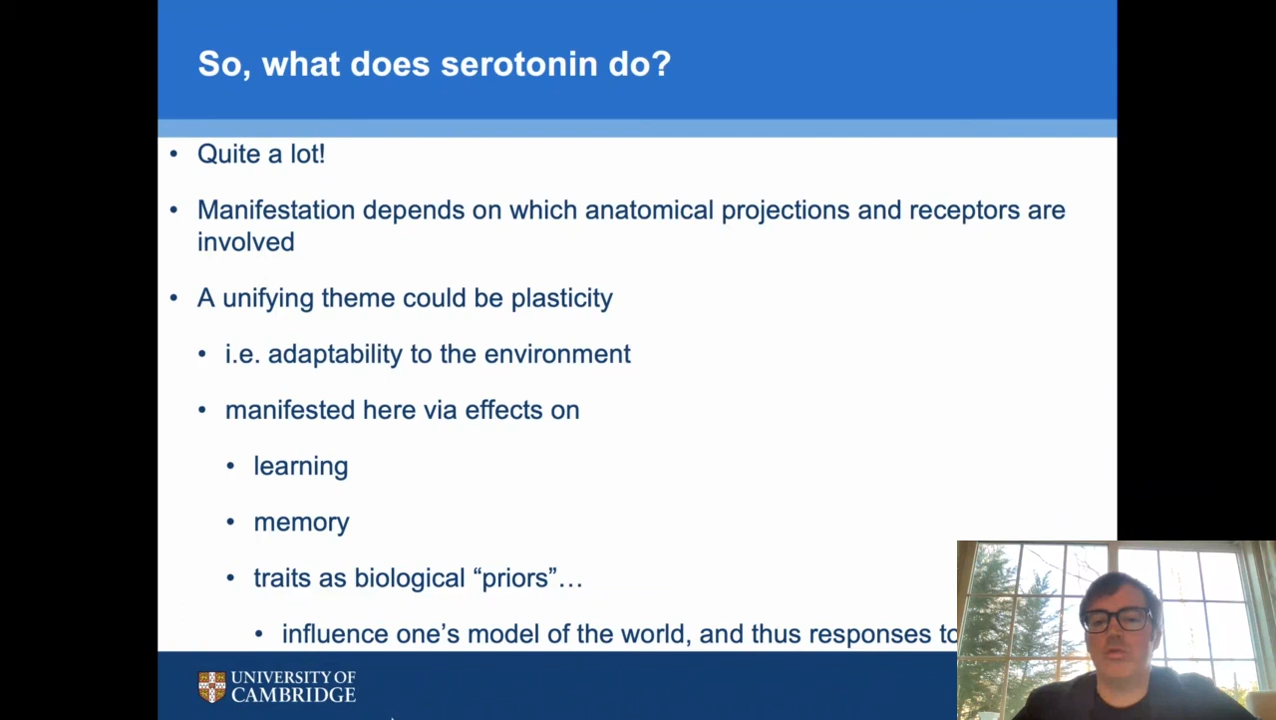 So, what does serotonin do?
• Quite a lot!
• Manifestation depends on which anatomical projections and receptors are
involved
• A unifying theme could be plasticity
• i.e. adaptability to the environment
• manifested here via effects on
• learning
• memory
• traits as biological “priors”…
• influence one’s model of the world, and thus responses to
UNIVERSITY OF
CAMBRIDGE